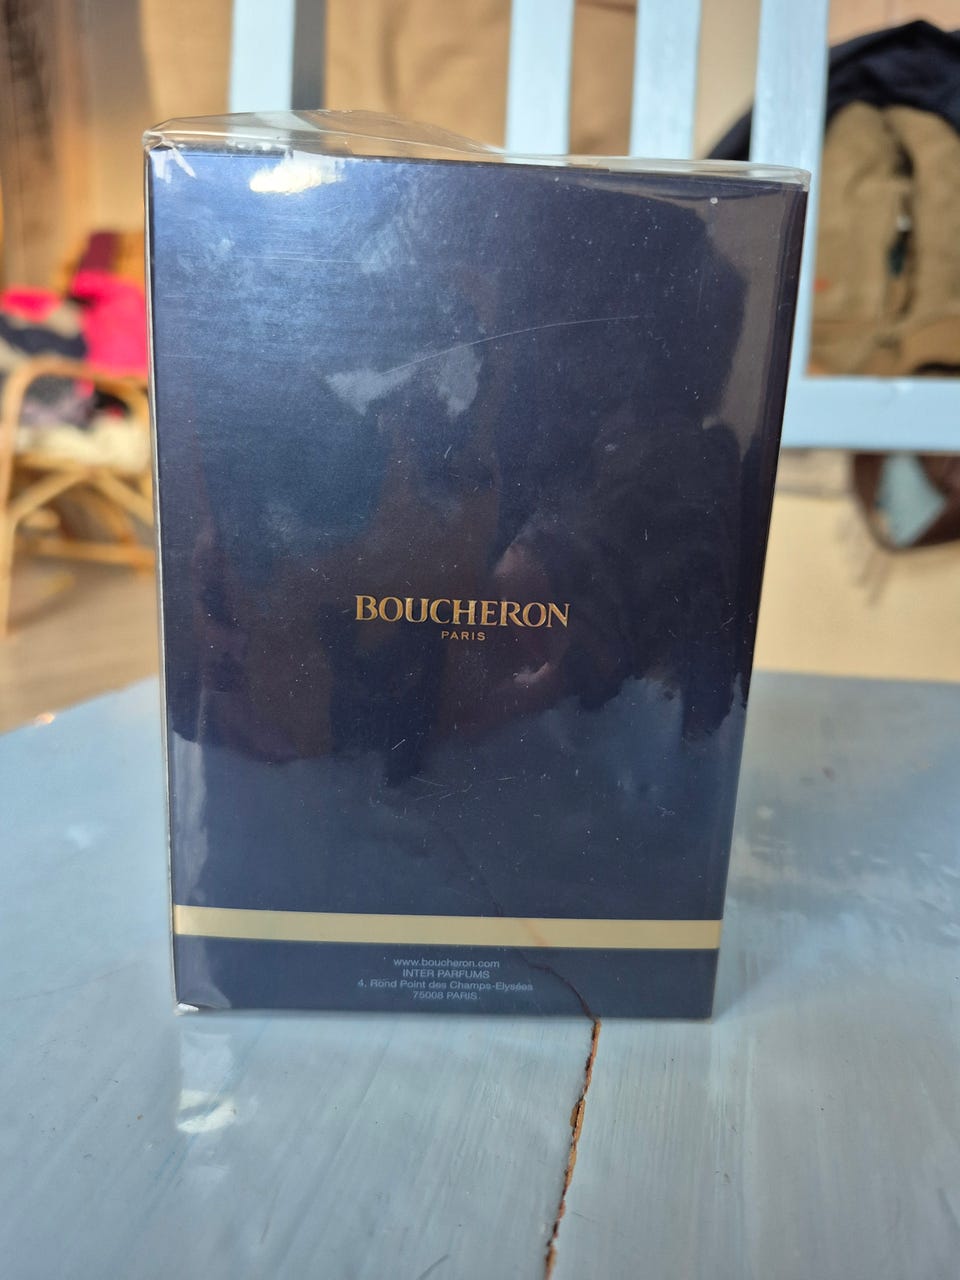 BOUCHERON
PARIS
www.boucheron.com
INTER PARFUMS
4, Rond Point des Champs-Elysées
75008 PARIS